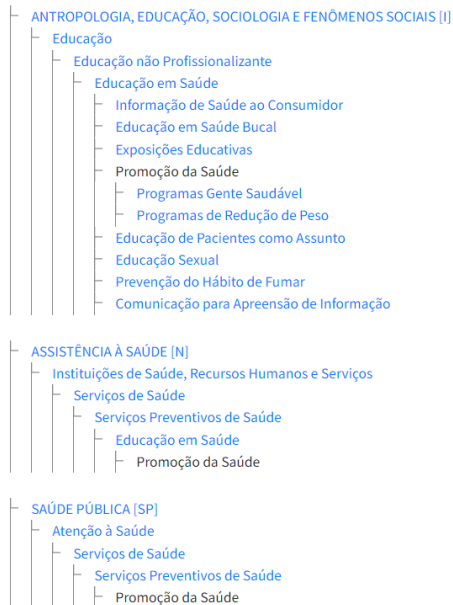 ANTROPOLOGIA, EDUCAÇÃO, SOCIOLOGIA E FENÔMENOS SOCIAIS [I]
Educação
Educação não Profissionalizante
Educação em Saúde
Informação de Saúde ao Consumidor
Educação em Saúde Bucal
Exposições Educativas
Promoção da Saúde
Programas Gente Saudável
Programas de Redução de Peso
Educação de Pacientes como Assunto
Educação Sexual
Prevenção do Hábito de Fumar
Comunicação para Apreensão de Informação
ASSISTÊNCIA À SAÚDE [N]
Instituições de Saúde, Recursos Humanos e Serviços
Serviços de Saúde
Serviços Preventivos de Saúde
Educação em Saúde
Promoção da Saúde
SAÚDE PÚBLICA [SP]
Atenção à Saúde
Serviços de Saúde
Serviços Preventivos de Saúde
Promoção da Saúde